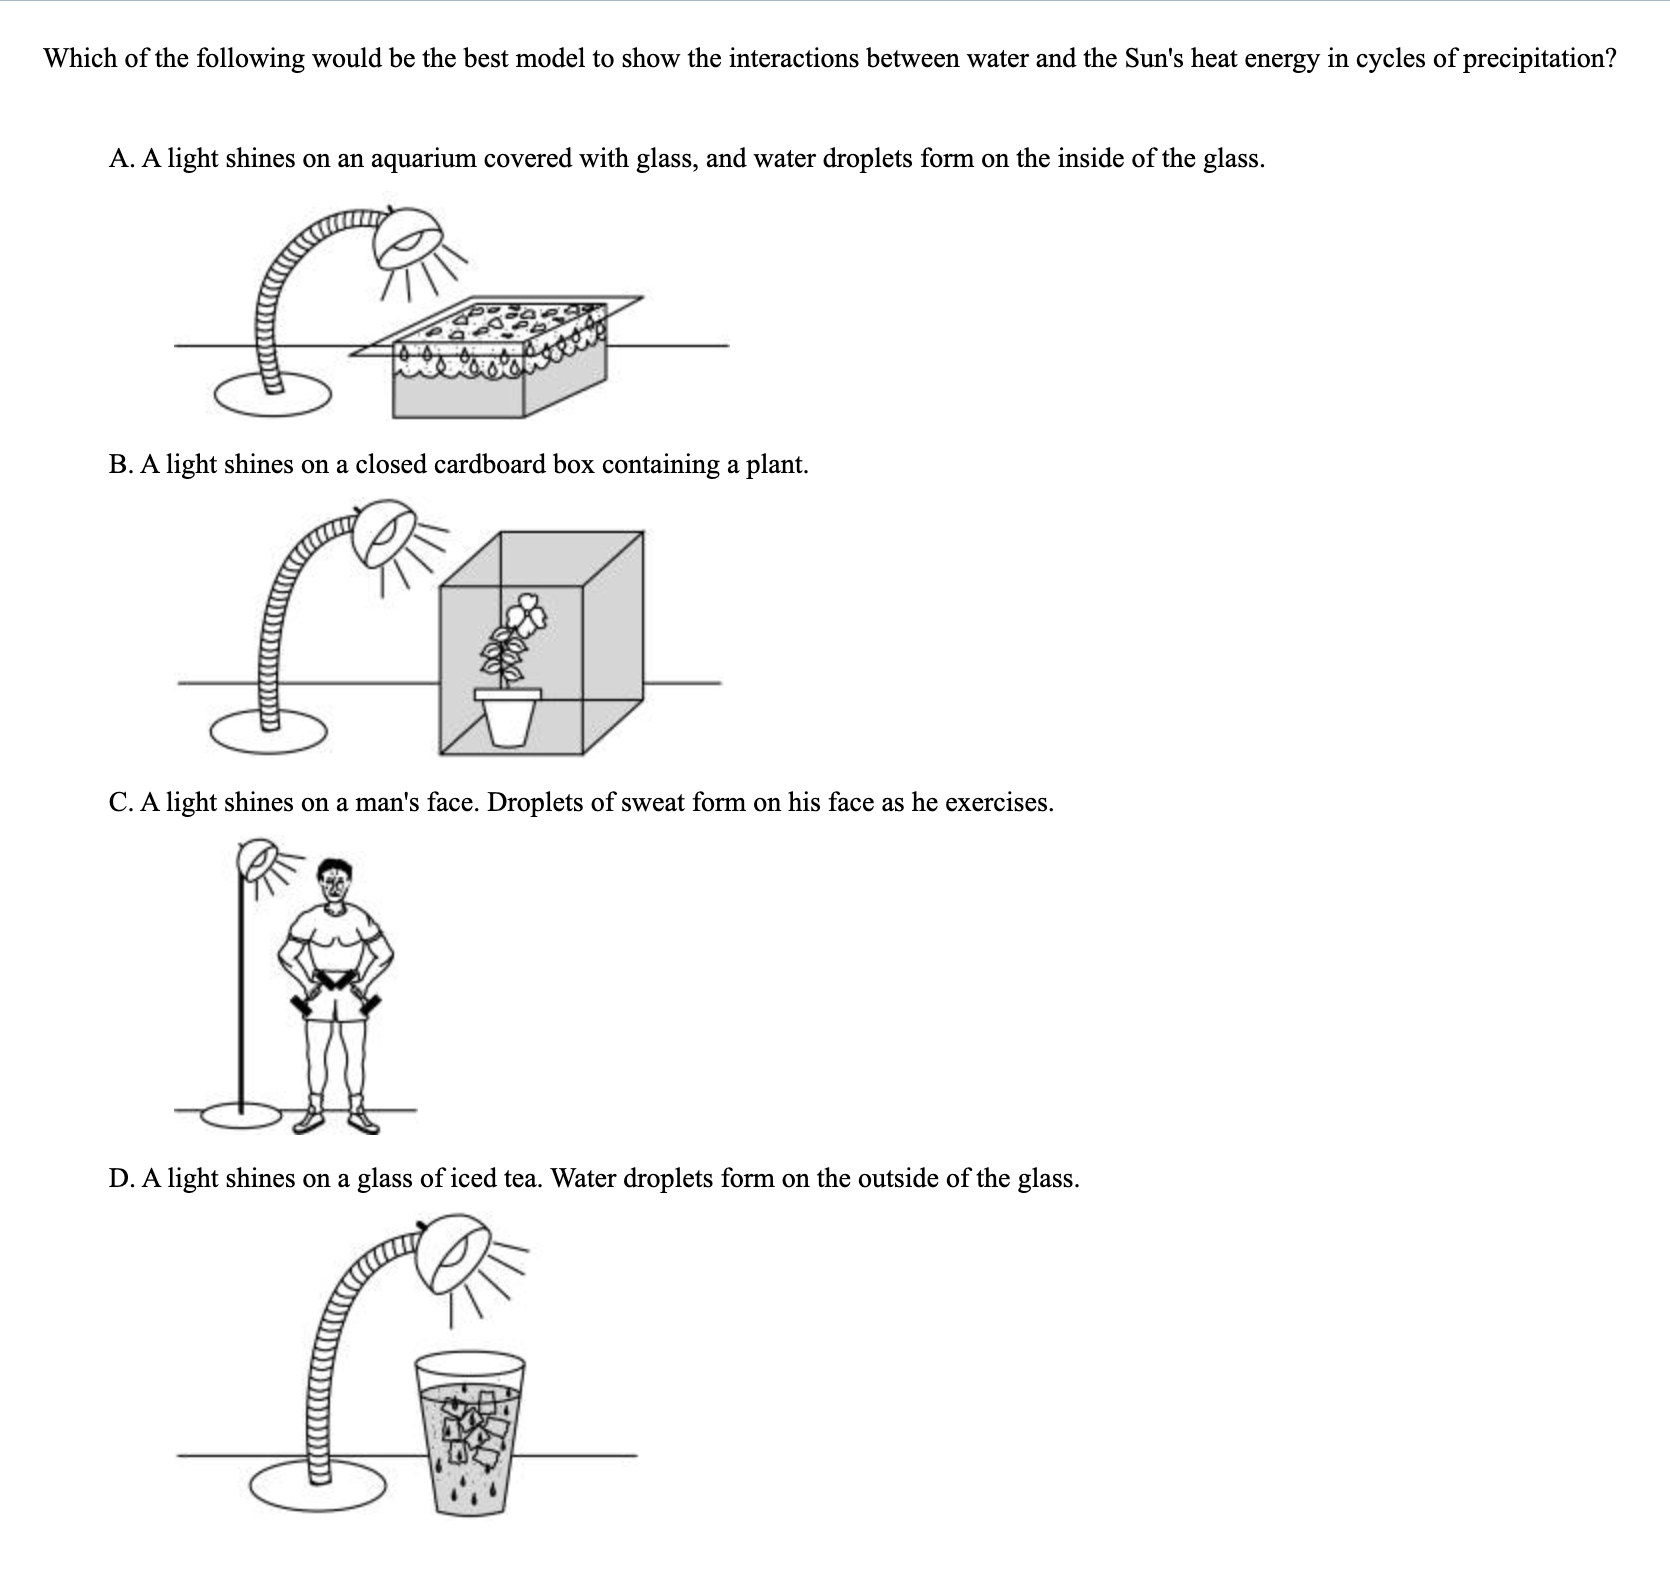 Which of the following would be the best model to show the interactions between water and the Sun's heat energy in cycles of precipitation?
A. A light shines on an aquarium covered with glass, and water droplets form on the inside of the glass.
B. A light shines on a closed cardboard box containing a plant.
C. A light shines on a man's face. Droplets of sweat form on his face as he exercises.
D. A light shines on a glass of iced tea. Water droplets form on the outside of the glass.